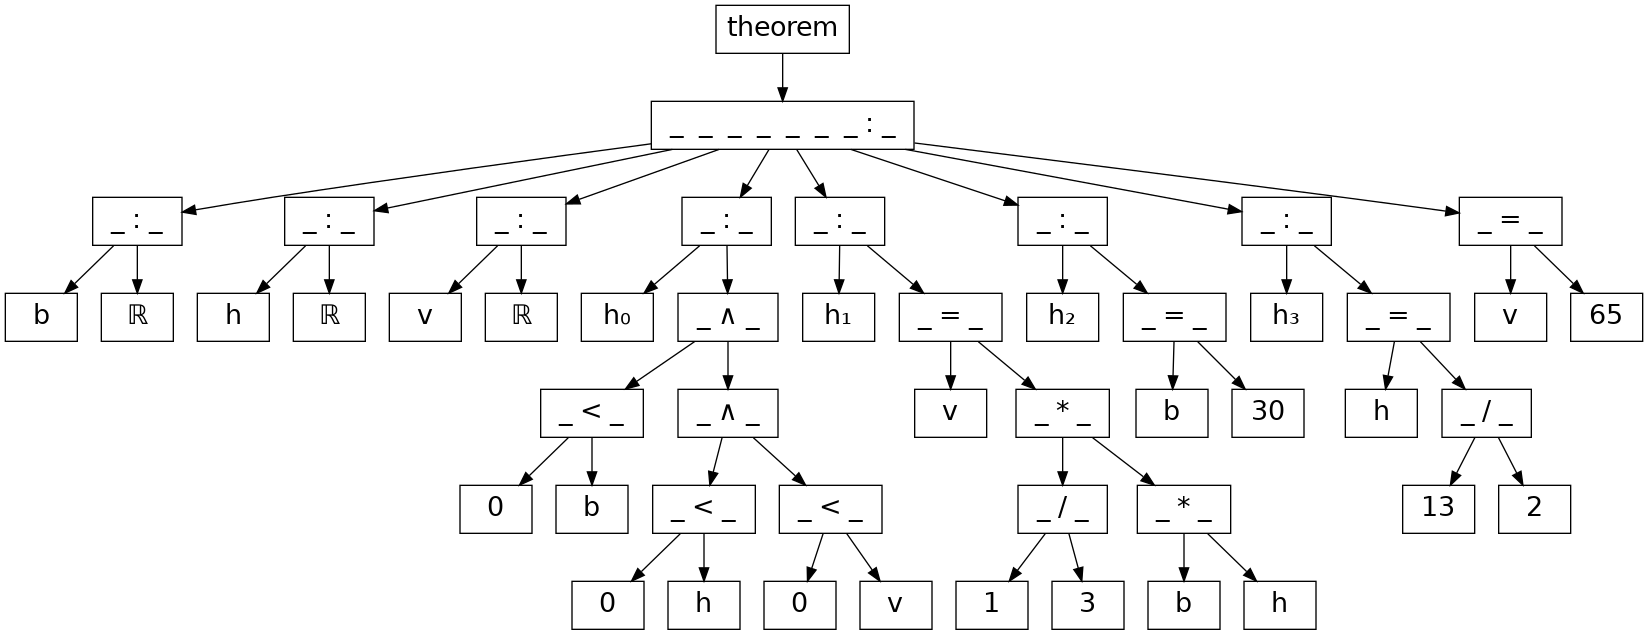 theorem
_ _ _ _ _ _ _ : _
_ : _ _ : _ _ : _ _ : _ _ : _ _ : _ _ : _ _ = _
b ℝ h ℝ v ℝ h₀ _ ∧ _ h₁ _ = _ h₂ _ = _ h₃ _ = _ v 65
_ < _ _ ∧ _ v _ * _ b 30 h _ / _
0 b _ < _ _ < _ _ / _ _ * _ 13 2
0 h 0 v 1 3 b h